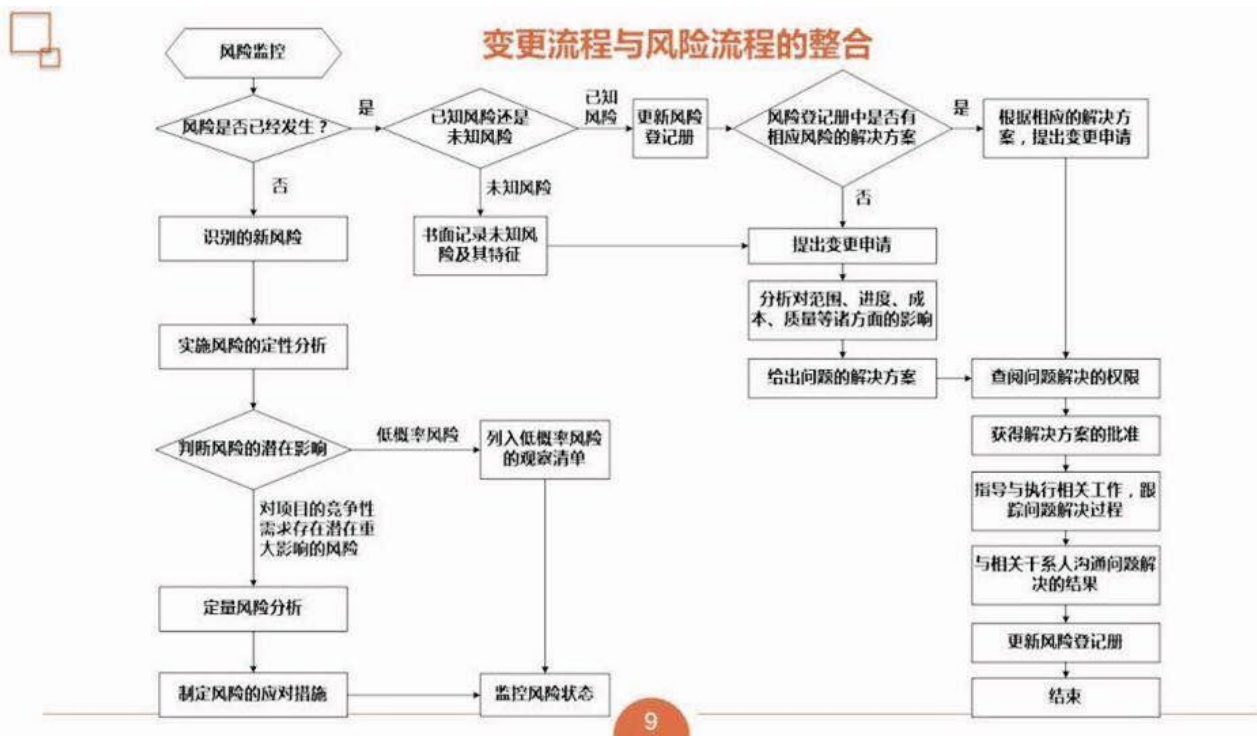 变更流程与风险流程的整合
风险监控
风险是否已经发生？
是
已知风险还是
未知风险
已知
风险
更新风险
登记册
风险登记册中是否有
相应风险的解决方案
是
根据相应的解决方
案，提出变更申请
否
未知风险
否
识别的新风险
书面记录未知风
险及其特征
提出变更申请
分析对范围、进度、成
本、质量等诸方面的影响
实施风险的定性分析
给出问题的解决方案
查阅问题解决的权限
判断风险的潜在影响
低概率风险
列入低概率风险
的观察清单
获得解决方案的批准
指导与执行相关工作，跟
踪问题解决过程
对项目的竞争性
需求存在潜在重
大影响的风险
与相关干系人沟通问题解
决的结果
定量风险分析
更新风险登记册
制定风险的应对措施
监控风险状态
结束
9